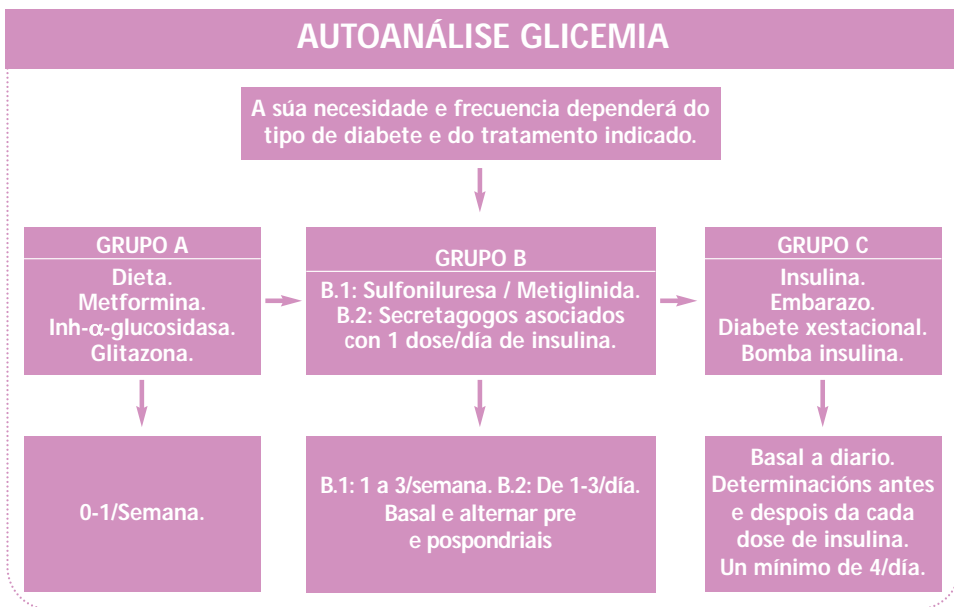 AUTOANÁLISE GLICEMIA
A súa necesidade e frecuencia dependerá do
tipo de diabete e do tratamento indicado.
GRUPO A
Dieta.
Metformina.
Inh-α-glucosidasa.
Glitazona.
GRUPO B
B.1: Sulfoniluresa / Metiglinida.
B.2: Secretagogos asociados
con 1 dose/día de insulina.
GRUPO C
Insulina.
Embarazo.
Diabete xestacional.
Bomba insulina.
0-1/Semana.
B.1: 1 a 3/semana. B.2: De 1-3/día.
Basal e alternar pre
e pospondriais
Basal a diario.
Determinacións antes
e despois da cada
dose de insulina.
Un mínimo de 4/día.